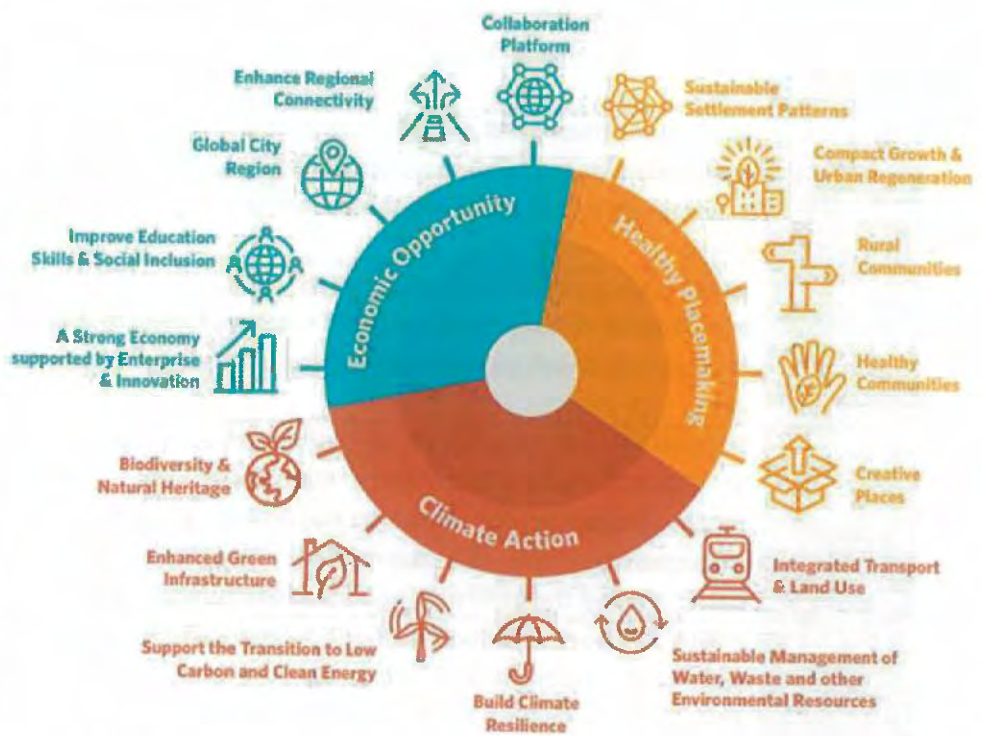 Collaboration
Platform
Sustainable
Settlement Patterns
Compact Growth &
Urban Regeneration
Rural
Communities
Healthy
Communities
Creative
Places
Integrated Transport
& Land Use
Sustainable Management of
Water, Waste and other
Environmental Resources
Build Climate
Resilience
Support the Transition to Low
Carbon and Clean Energy
Enhanced Green
Infrastructure
Biodiversity &
Natural Heritage
A Strong Economy
supported by Enterprise
& Innovation
Improve Education
Skills & Social Inclusion
Global City
Region
Enhance Regional
Connectivity
Economic Opportunity
Healthy Placemaking
Climate Action